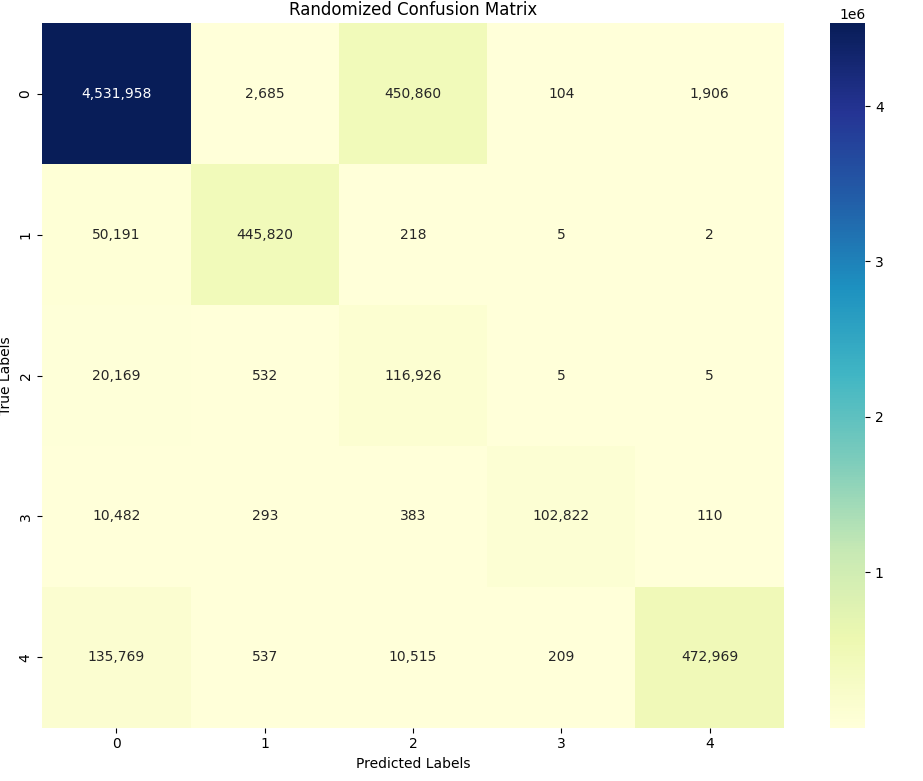 Randomized Confusion Matrix
1e6
0 4,531,958 2,685 450,860 104 1,906
4
1 50,191 445,820 218 5 2
3
2 20,169 532 116,926 5 5
2
3 10,482 293 383 102,822 110
1
4 135,769 537 10,515 209 472,969
True Labels
0 1 2 3 4
Predicted Labels